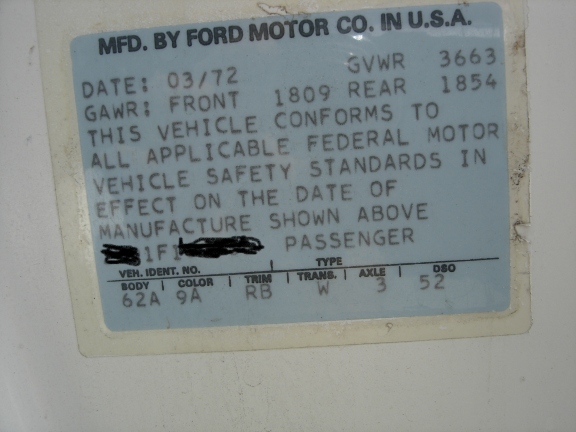 MFD. BY FORD MOTOR CO. IN U.S.A.
DATE: 03/72 GVWR 3663
GAWR: FRONT 1809 REAR 1854
THIS VEHICLE CONFORMS TO
ALL APPLICABLE FEDERAL MOTOR
VEHICLE SAFETY STANDARDS IN
EFFECT ON THE DATE OF
MANUFACTURE SHOWN ABOVE
1F1 PASSENGER
VEH. IDENT. NO. TYPE
BODY COLOR TRIM TRANS. AXLE DSO
62A 9A RB W 3 52